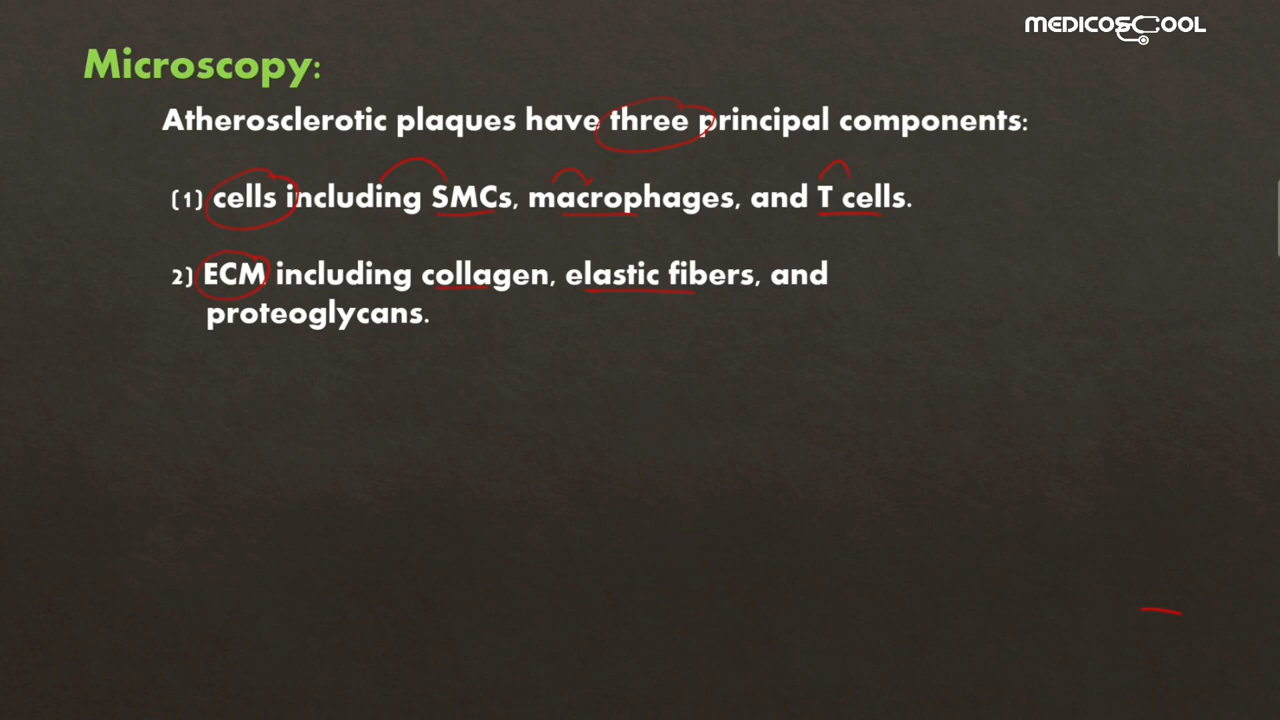 MEDICOSCOOL
Microscopy:
Atherosclerotic plaques have three principal components:
(1) cells including SMCs, macrophages, and T cells.
2) ECM including collagen, elastic fibers, and
proteoglycans.